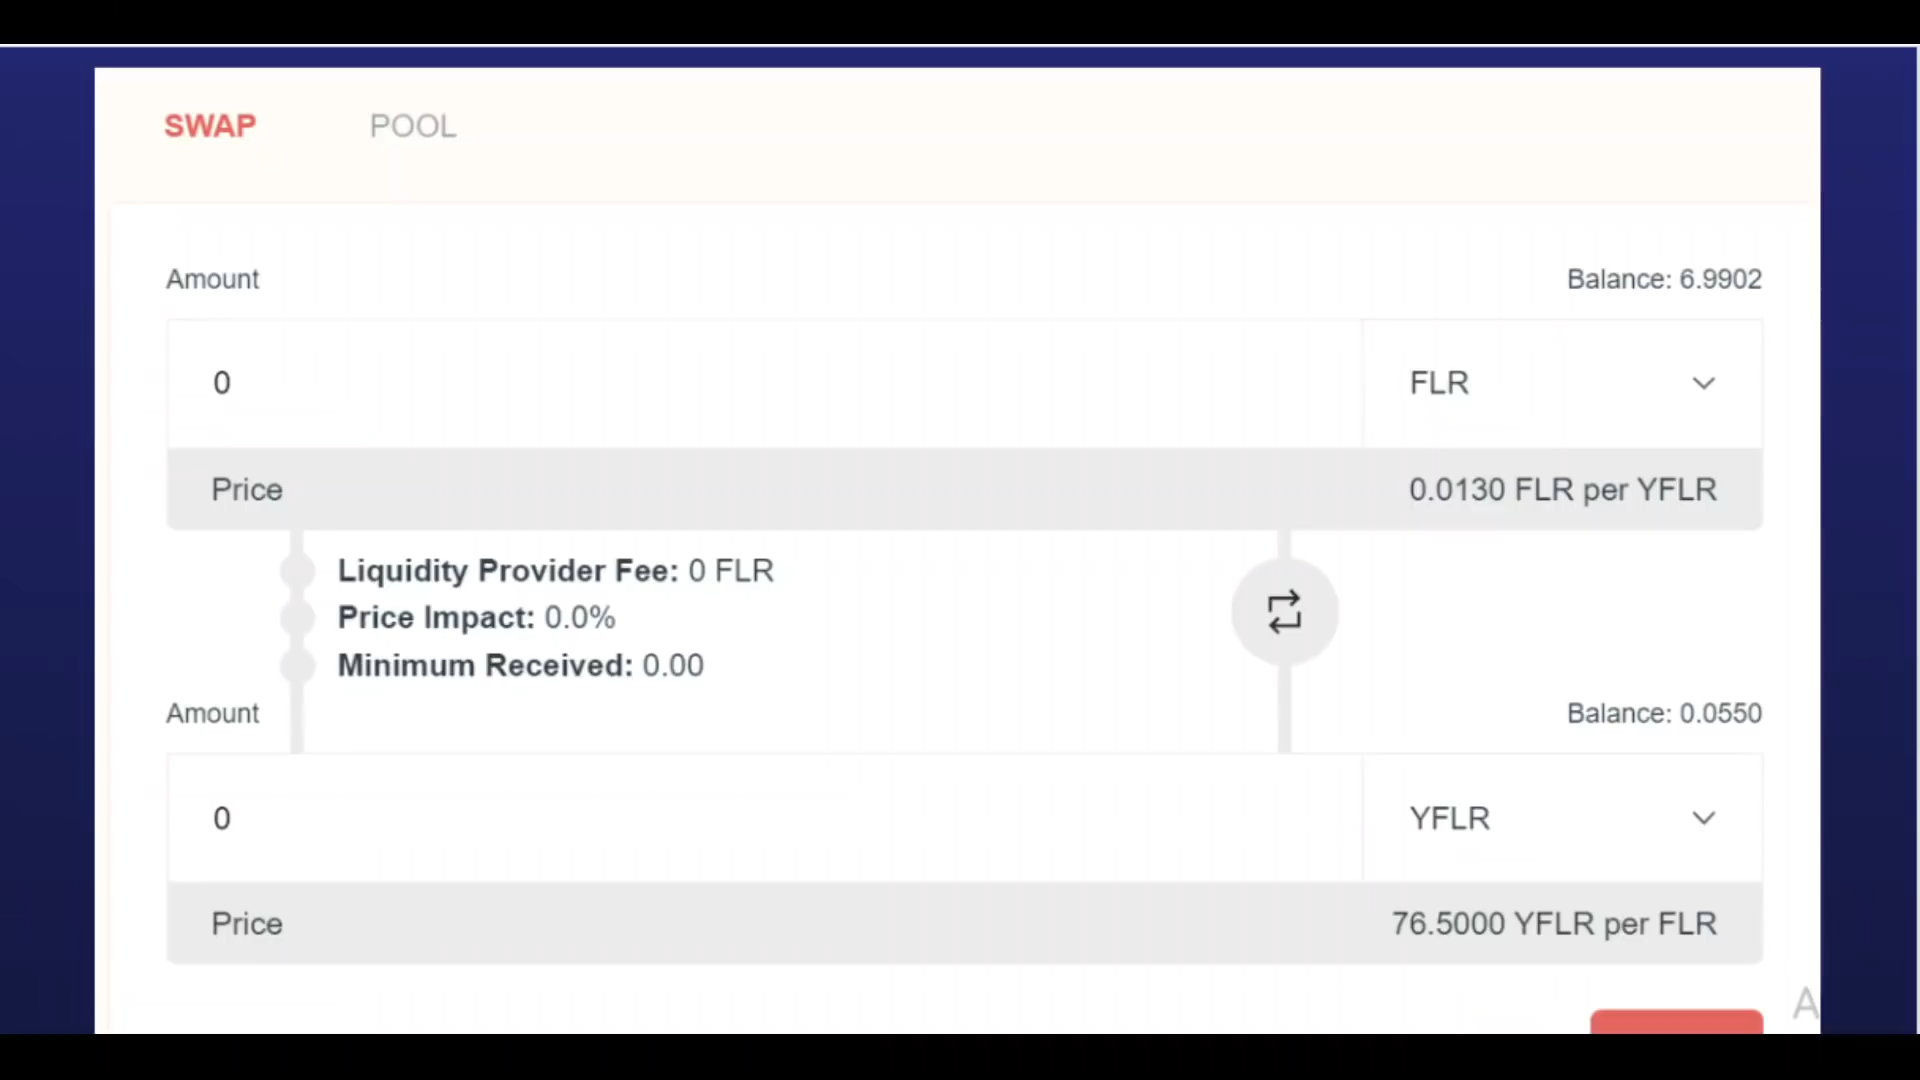 SWAP POOL
Amount Balance: 6.9902
0 FLR
Price 0.0130 FLR per YFLR
Liquidity Provider Fee: 0 FLR
Price Impact: 0.0%
Minimum Received: 0.00
Amount Balance: 0.0550
0 YFLR
Price 76.5000 YFLR per FLR
A